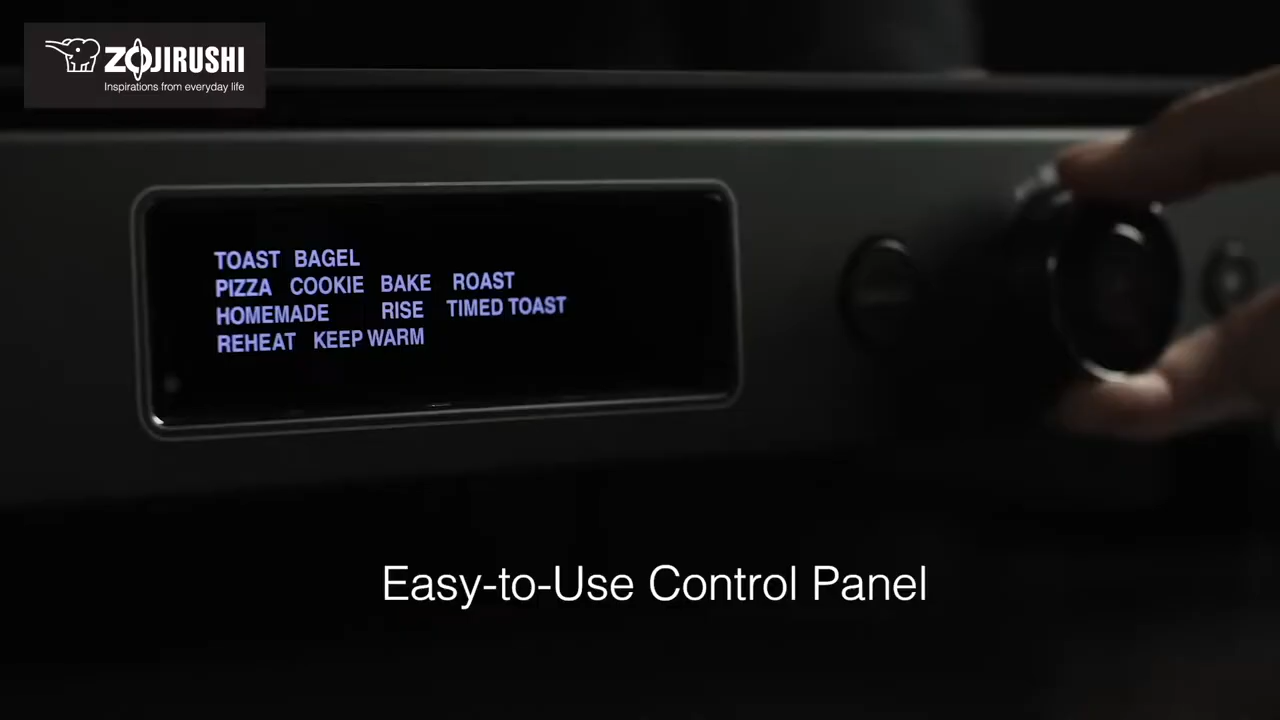 ZOJIRUSHI
Inspirations from everyday life
TOAST BAGEL
PIZZA COOKIE BAKE ROAST
HOMEMADE RISE TIMED TOAST
REHEAT KEEP WARM
Easy-to-Use Control Panel